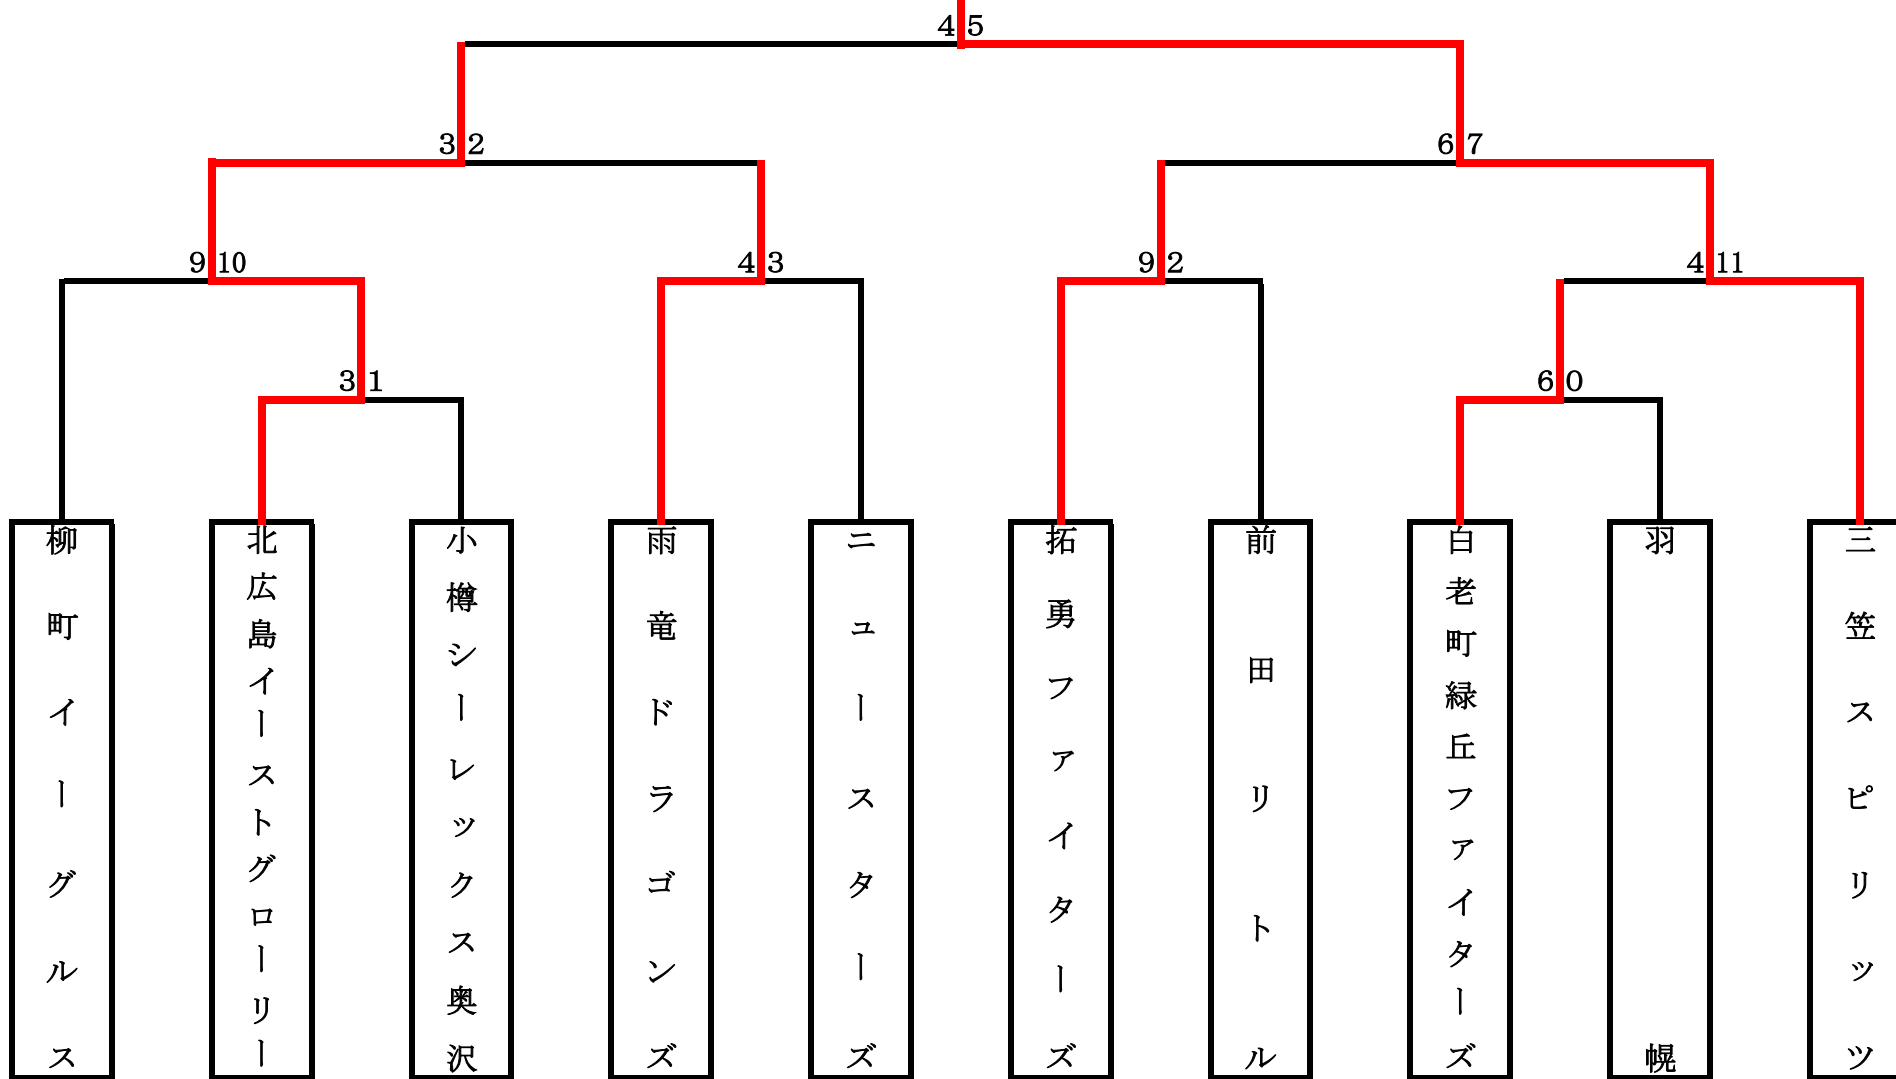 4 5
3 2
6 7
9 10
4 3
9 2
4 11
3 1
6 0
柳町イーグルス
北広島イーストグローリー
小樽シーレックス奥沢
雨竜ドラゴンズ
ニュースターズ
拓勇ファイターズ
前田リトル
白老町緑丘ファイターズ
羽幌
三笠スピリッツ